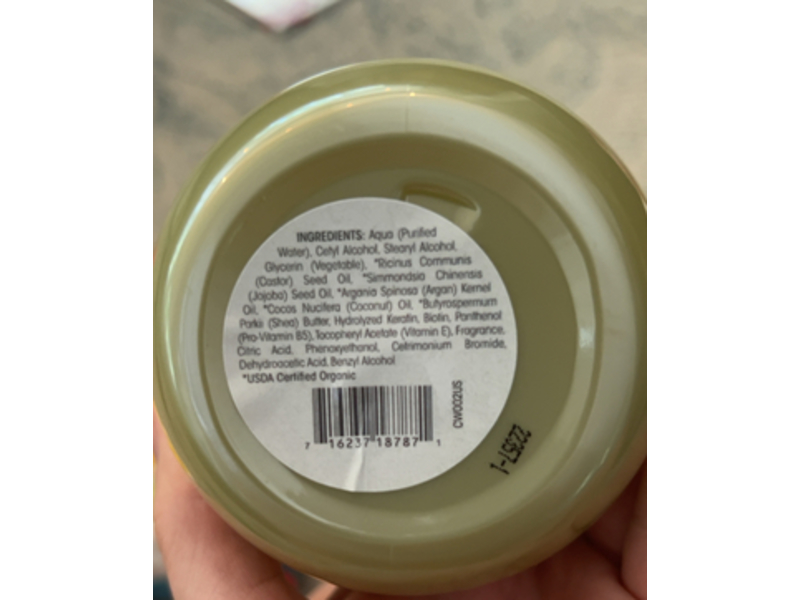 INGREDIENTS: Aqua (Purified
Water), Cetyl Alcohol, Stearyl Alcohol,
Glycerin (Vegetable), *Ricinus Communis
(Castor) Seed Oil, *Simmondsia Chinensis
(Jojoba) Seed Oil, *Argania Spinosa (Argan) Kernel
Oil, *Cocos Nucifera (Coconut) Oil, *Butyrospermum
Parkii (Shea) Butter, Hydrolyzed Keratin, Biotin, Panthenol
(Pro-Vitamin B5), Tocopheryl Acetate (Vitamin E), Fragrance,
Citric Acid, Phenoxyethanol, Cetrimonium Bromide,
Dehydroacetic Acid, Benzyl Alcohol
*USDA Certified Organic
7 16237 18787 1
CW002US
22357-1